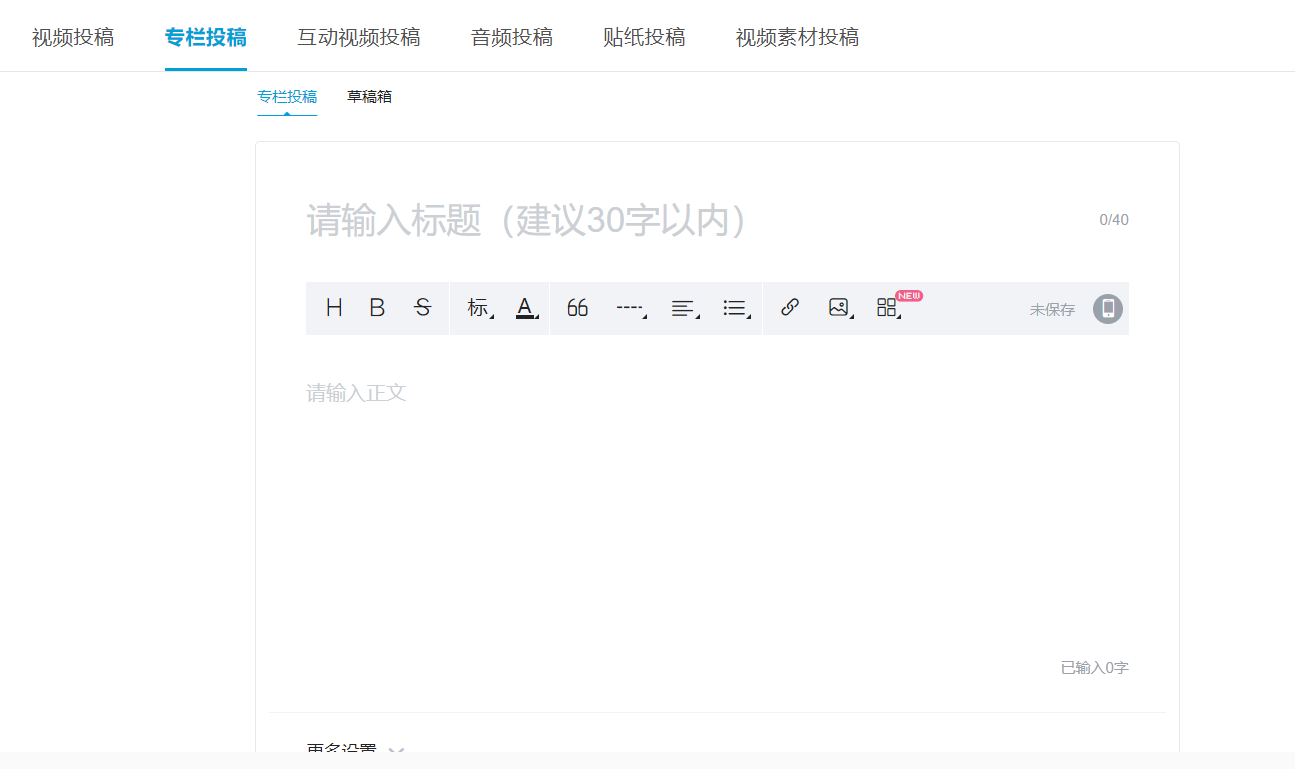 视频投稿 专栏投稿 互动视频投稿 音频投稿 贴纸投稿 视频素材投稿
专栏投稿 草稿箱
请输入标题（建议30字以内） 0/40
H B S 标 A 66 ---- NEW 未保存
请输入正文
已输入0字
更多设置